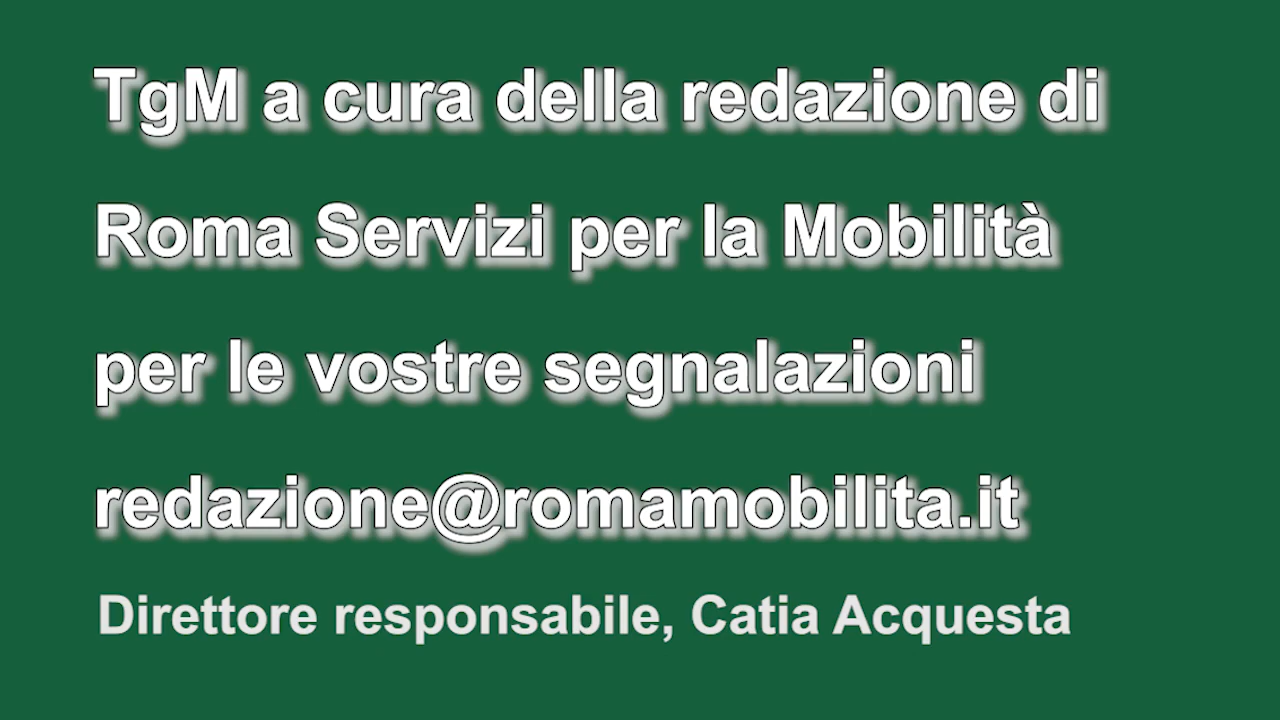 TgM a cura della redazione di
Roma Servizi per la Mobilità
per le vostre segnalazioni
redazione@romamobilita.it
Direttore responsabile, Catia Acquesta